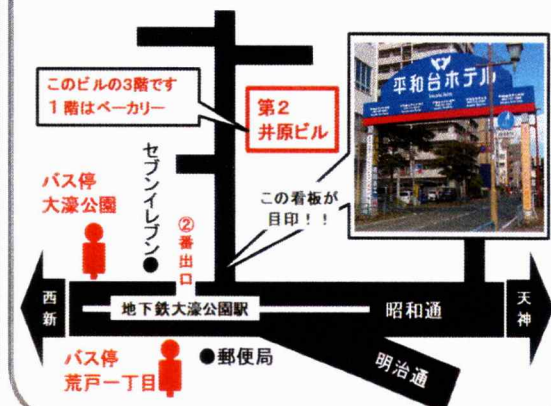 このビルの3階です
１階はベーカリー
第2
井原ビル
平和台ホテル
セブンイレブン
この看板が
目印！！
バス停
大濠公園
②番出口
西新
地下鉄大濠公園駅
昭和通
天神
バス停
荒戸一丁目
郵便局
明治通